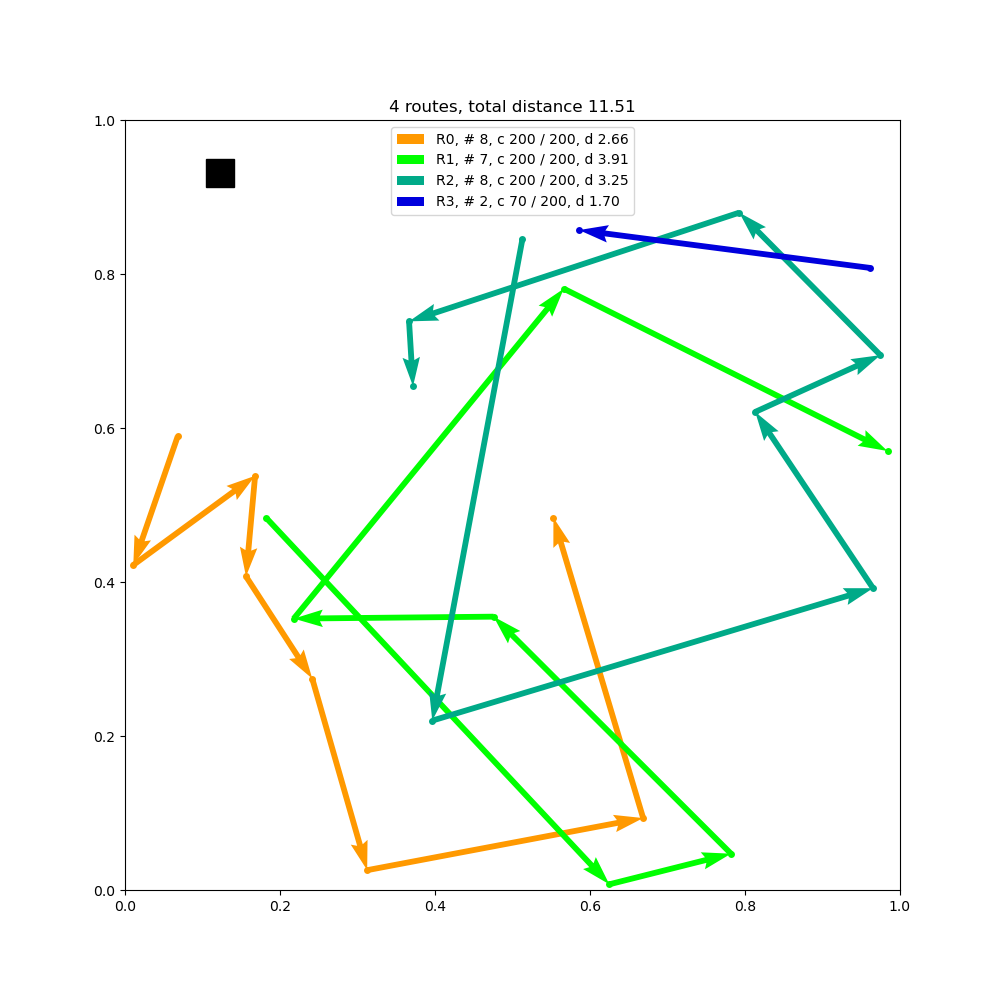 4 routes, total distance 11.51
R0, # 8, c 200 / 200, d 2.66
R1, # 7, c 200 / 200, d 3.91
R2, # 8, c 200 / 200, d 3.25
R3, # 2, c 70 / 200, d 1.70
1.0
0.8
0.6
0.4
0.2
0.0
0.0 0.2 0.4 0.6 0.8 1.0